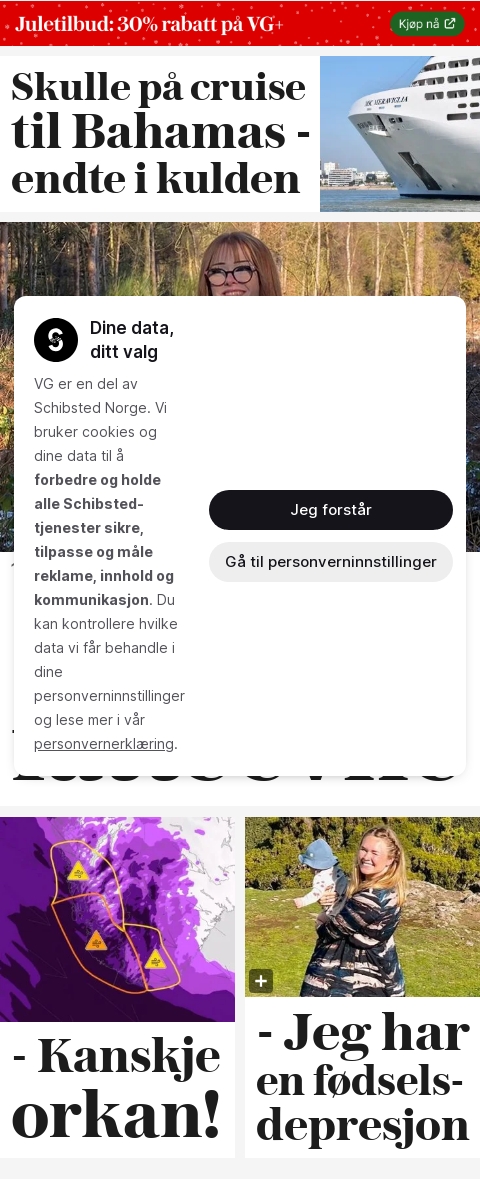 Juletilbud: 30% rabatt på VG+
Kjøp nå
Skulle på cruise
til Bahamas -
endte i kulden
MSC MERAVIGLIA
Dine data,
ditt valg
VG er en del av
Schibsted Norge. Vi
bruker cookies og
dine data til å
forbedre og holde
alle Schibsted-
tjenester sikre,
tilpasse og måle
reklame, innhold og
kommunikasjon. Du
kan kontrollere hvilke
data vi får behandle i
dine
personverninnstillinger
og lese mer i vår
personvernerklæring.
Jeg forstår
Gå til personverninnstillinger
- Kanskje
orkan!
- Jeg har
en fødsels-
depresjon